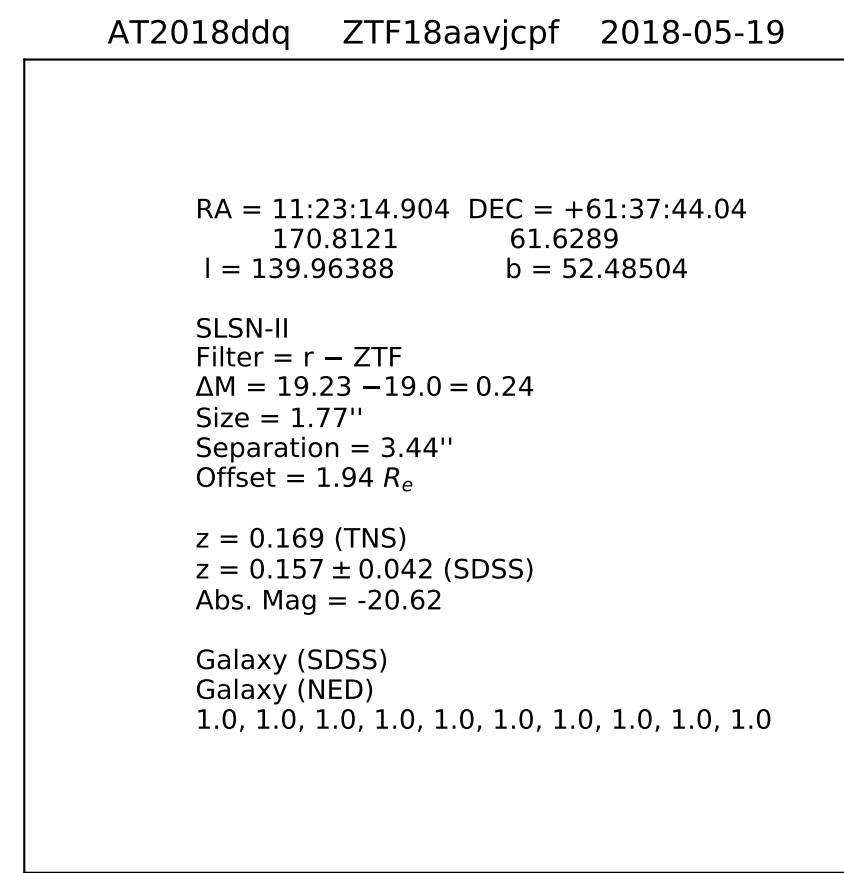 AT2018ddq ZTF18aavjcpf 2018-05-19
RA = 11:23:14.904 DEC = +61:37:44.04
170.8121 61.6289
l = 139.96388 b = 52.48504
SLSN-II
Filter = r − ZTF
ΔM = 19.23 −19.0 = 0.24
Size = 1.77''
Separation = 3.44''
Offset = 1.94 Rₑ
z = 0.169 (TNS)
z = 0.157 ± 0.042 (SDSS)
Abs. Mag = -20.62
Galaxy (SDSS)
Galaxy (NED)
1.0, 1.0, 1.0, 1.0, 1.0, 1.0, 1.0, 1.0, 1.0, 1.0